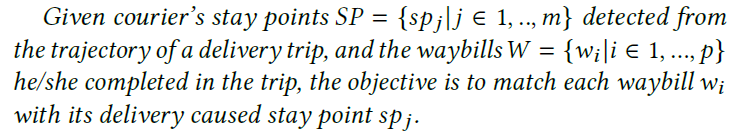 Given courier's stay points SP = {sp_j|j ∈ 1, .., m} detected from
the trajectory of a delivery trip, and the waybills W = {w_i|i ∈ 1, ..., p}
he/she completed in the trip, the objective is to match each waybill w_i
with its delivery caused stay point sp_j.